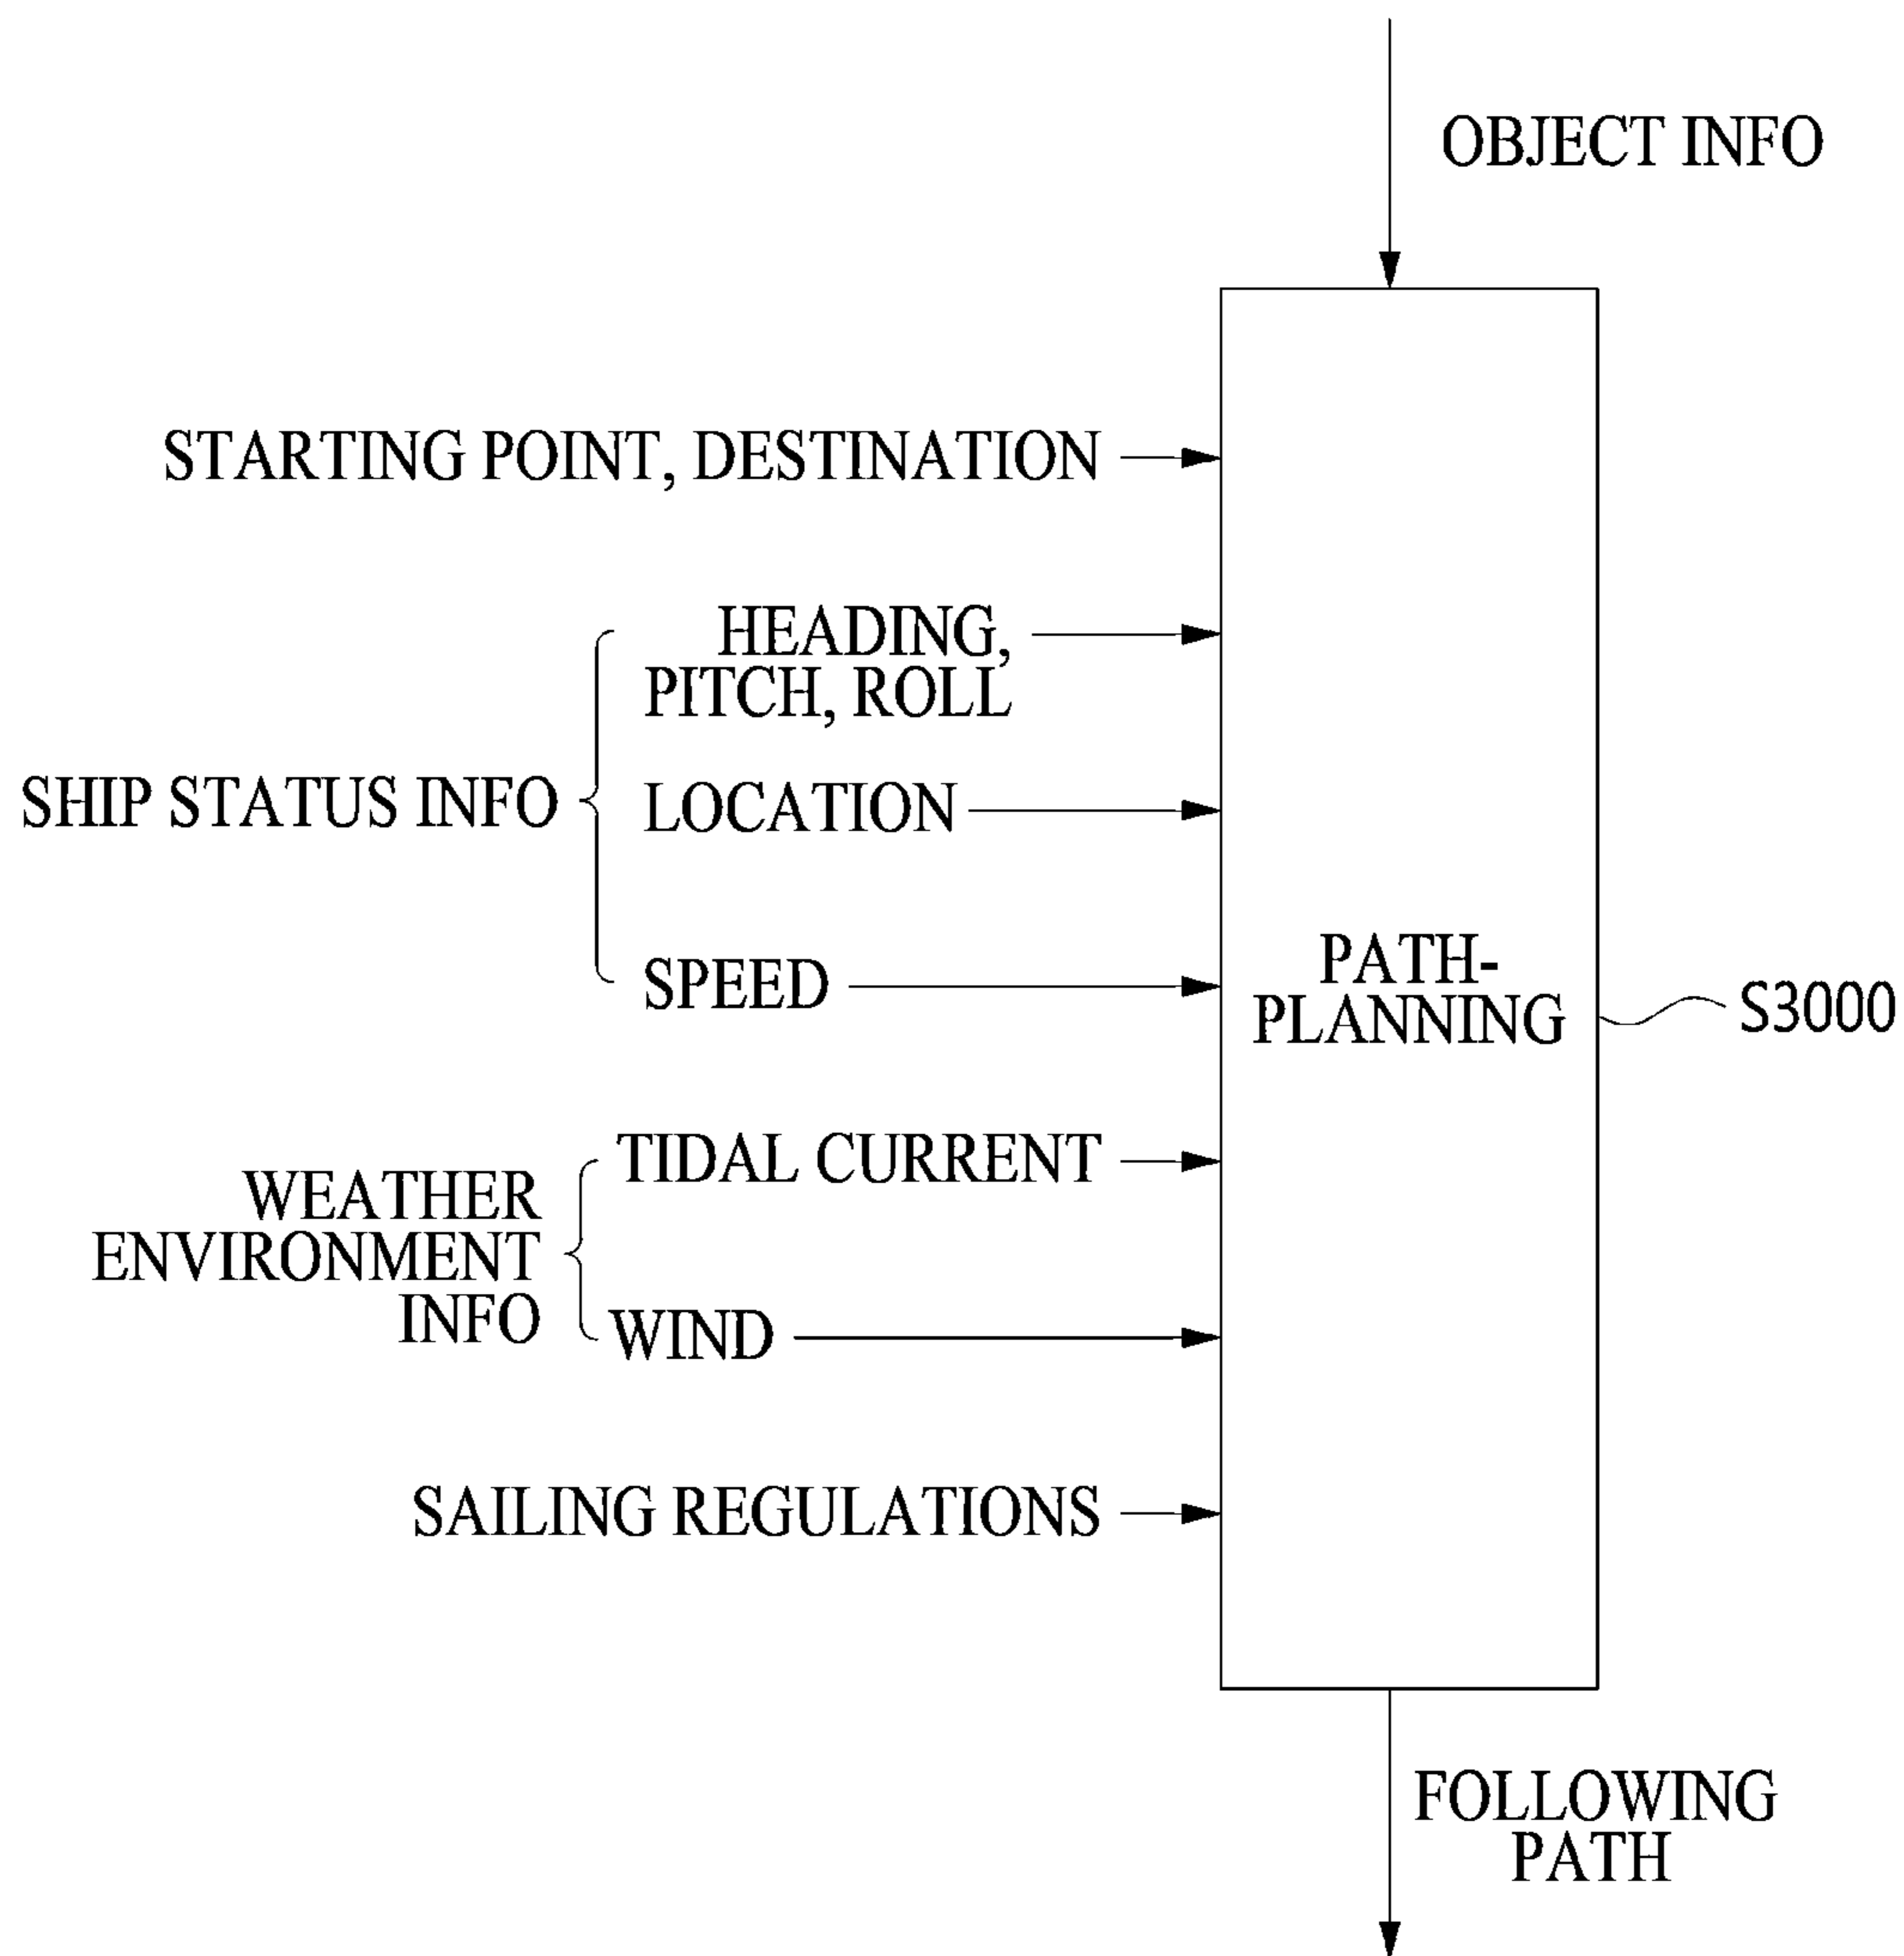 OBJECT INFO
STARTING POINT, DESTINATION
HEADING,
PITCH, ROLL
SHIP STATUS INFO
LOCATION
SPEED
PATH-
PLANNING
S3000
TIDAL CURRENT
WEATHER
ENVIRONMENT
INFO
WIND
SAILING REGULATIONS
FOLLOWING
PATH